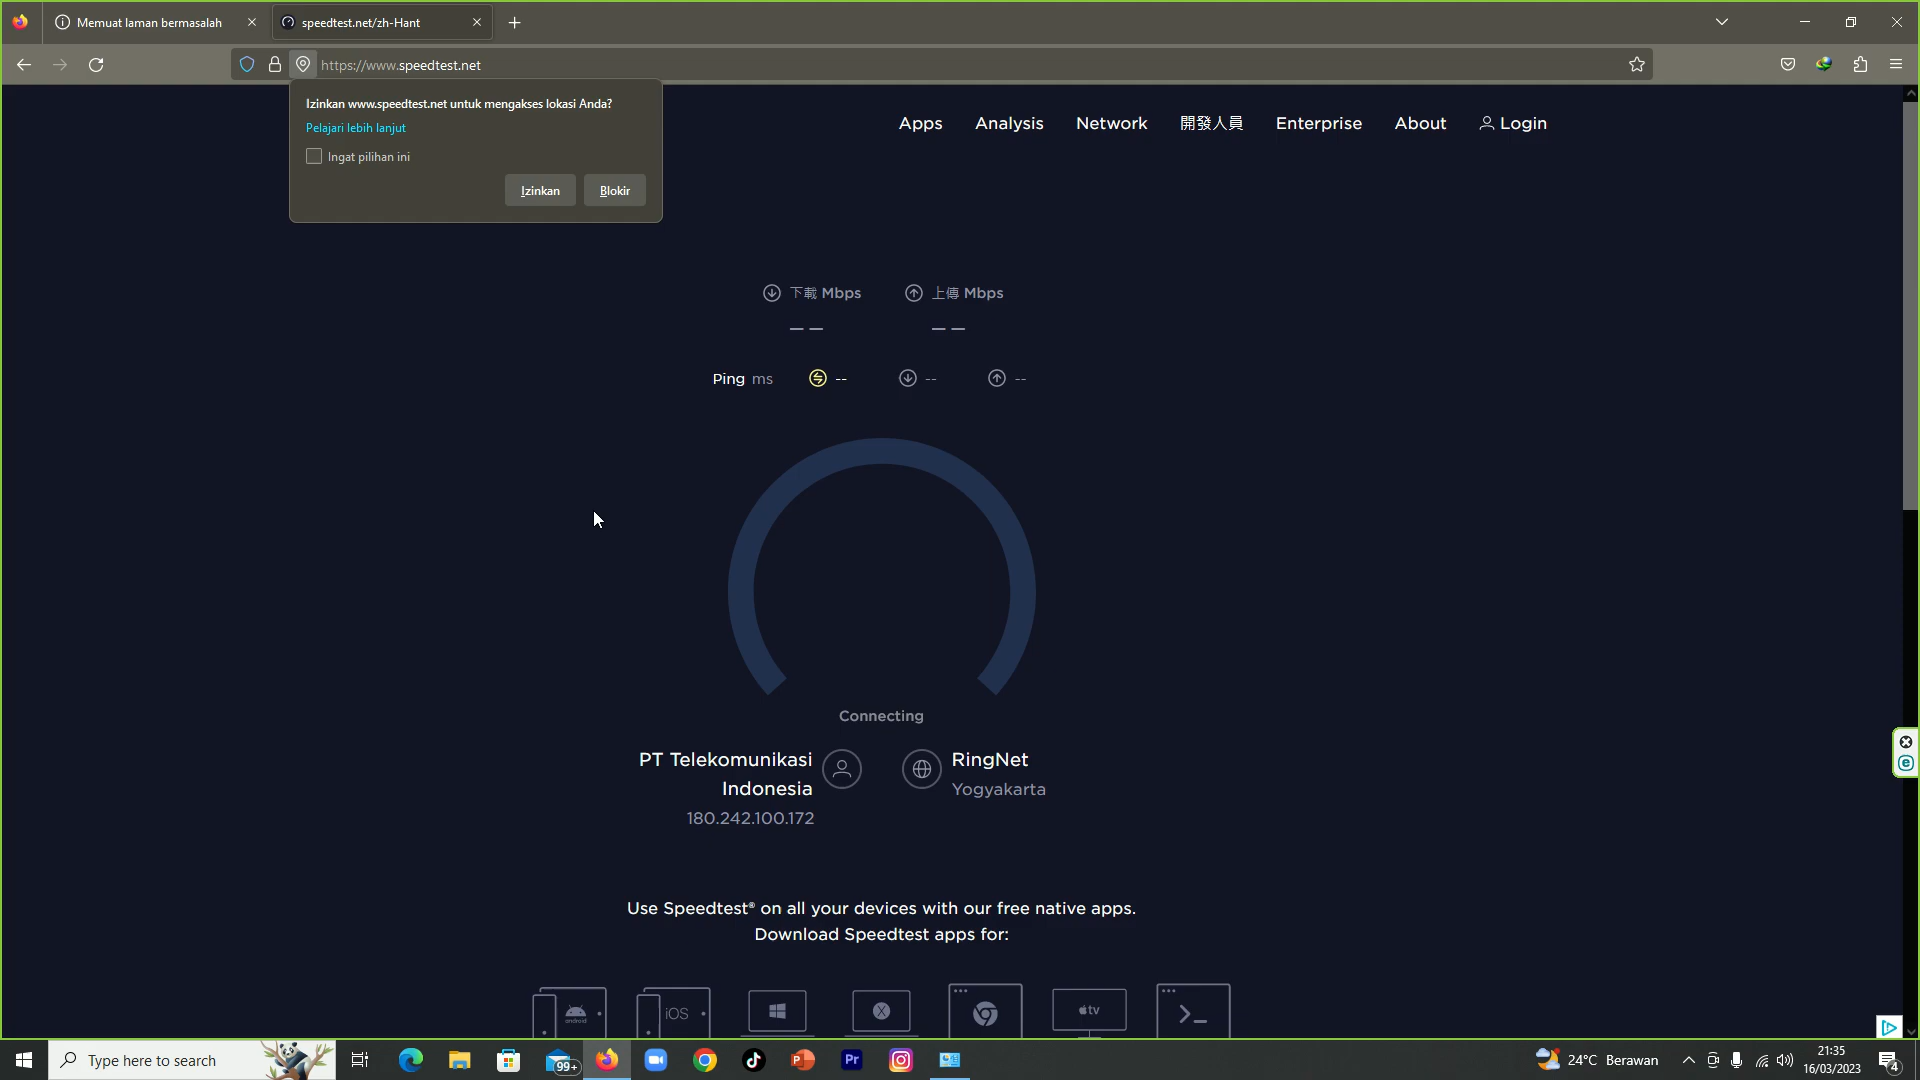 Memuat laman bermasalah
speedtest.net/zh-Hant
https://www.speedtest.net
Izinkan www.speedtest.net untuk mengakses lokasi Anda?
Pelajari lebih lanjut
Ingat pilihan ini
Izinkan
Blokir
Apps
Analysis
Network
開發人員
Enterprise
About
Login
下載 Mbps
上傳 Mbps
— —
— —
Ping ms
--
--
--
Connecting
PT Telekomunikasi
Indonesia
180.242.100.172
RingNet
Yogyakarta
Use Speedtest® on all your devices with our free native apps.
Download Speedtest apps for:
android
iOS
tv
Type here to search
99+
Pr
24°C Berawan
21:35
16/03/2023
4